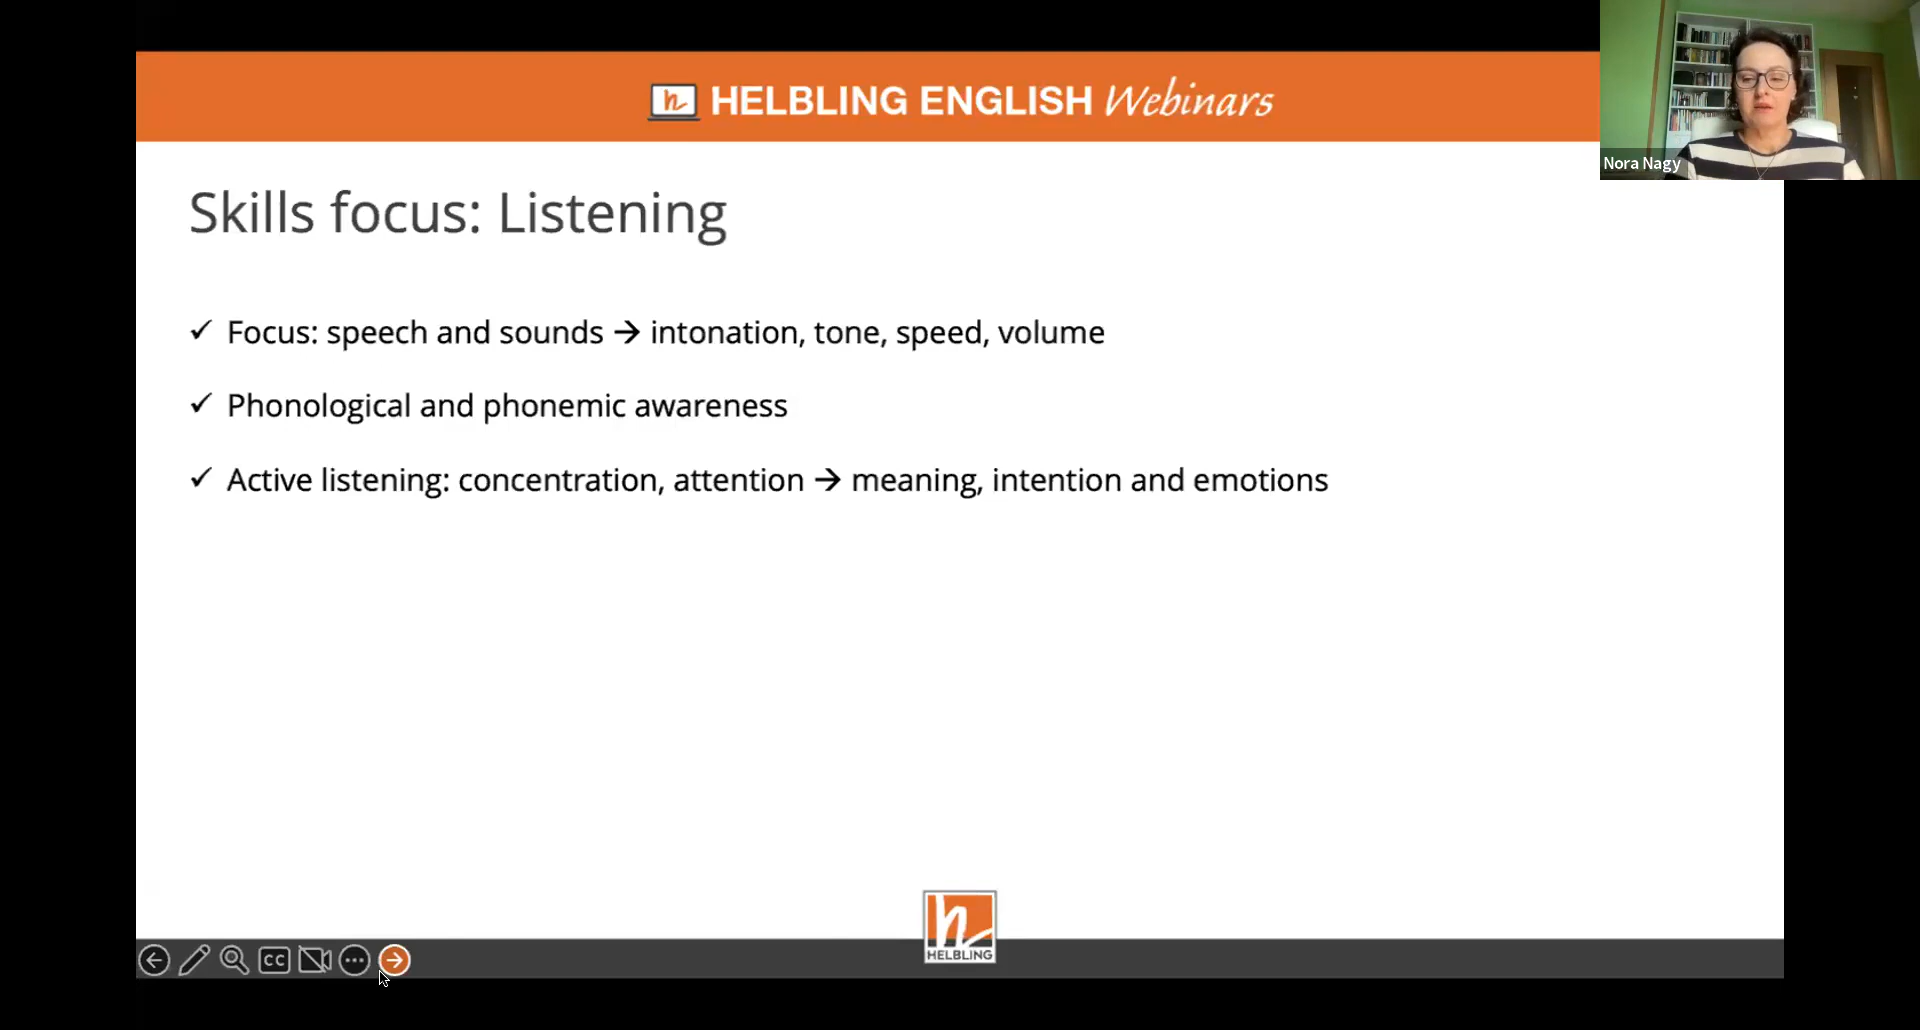 HELBLING ENGLISH Webinars
Nora Nagy
Skills focus: Listening
✓ Focus: speech and sounds → intonation, tone, speed, volume
✓ Phonological and phonemic awareness
✓ Active listening: concentration, attention → meaning, intention and emotions
h
HELBLING
CC